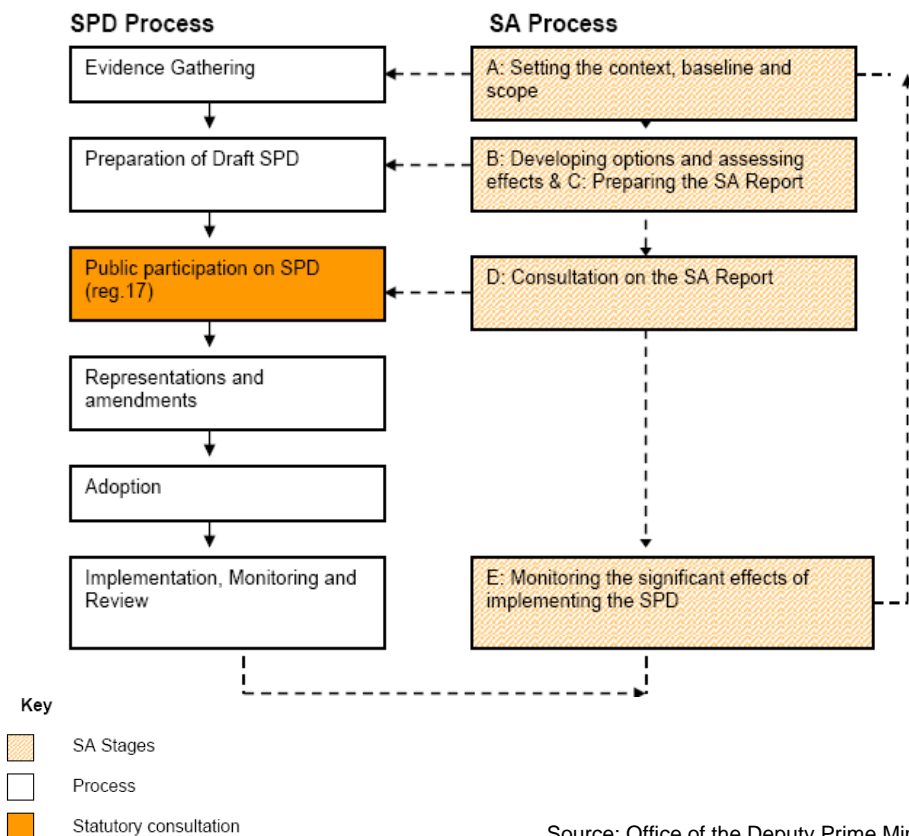 SPD Process
SA Process
Evidence Gathering
A: Setting the context, baseline and
scope
Preparation of Draft SPD
B: Developing options and assessing
effects & C: Preparing the SA Report
Public participation on SPD
(reg.17)
D: Consultation on the SA Report
Representations and
amendments
Adoption
Implementation, Monitoring and
Review
E: Monitoring the significant effects of
implementing the SPD
Key
SA Stages
Process
Statutory consultation
Source: Office of the Deputy Prime